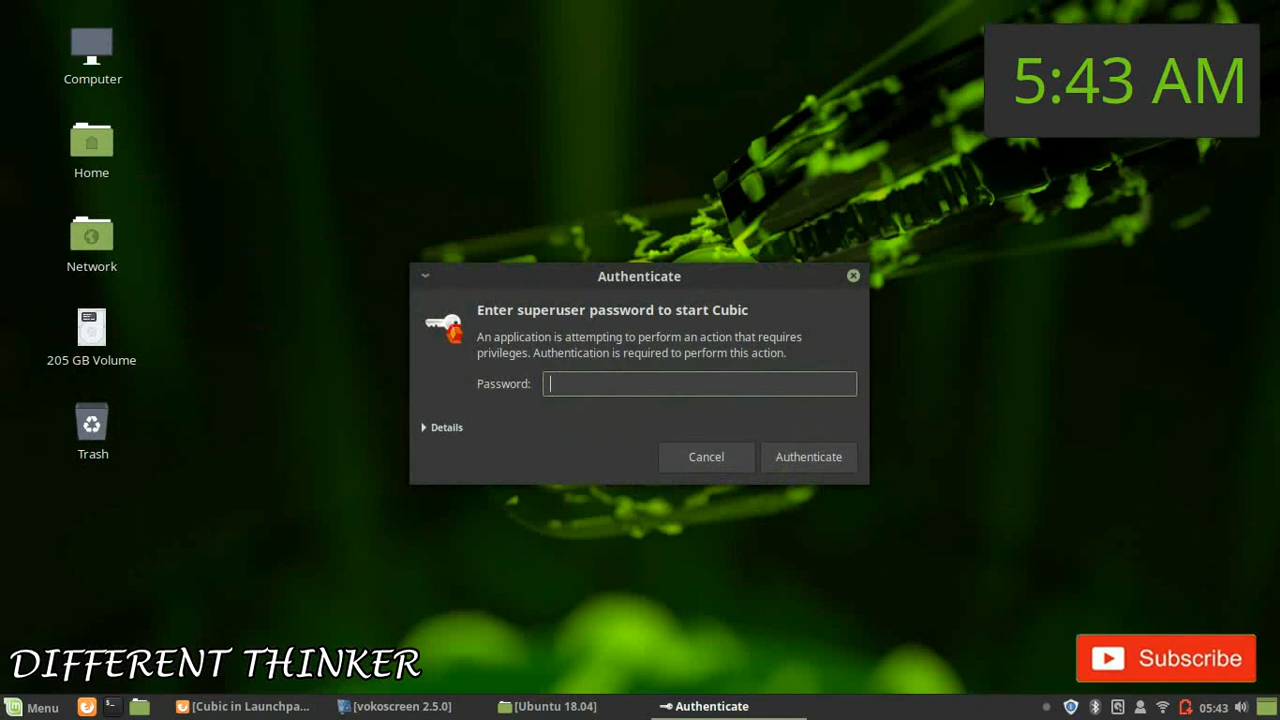 Computer
Home
Network
205 GB Volume
Trash
5:43 AM
Authenticate
Enter superuser password to start Cubic
An application is attempting to perform an action that requires
privileges. Authentication is required to perform this action.
Password:
Details
Cancel Authenticate
DIFFERENT THINKER
Subscribe
Menu [Cubic in Launchpa... [vokoscreen 2.5.0] [Ubuntu 18.04] Authenticate 05:43